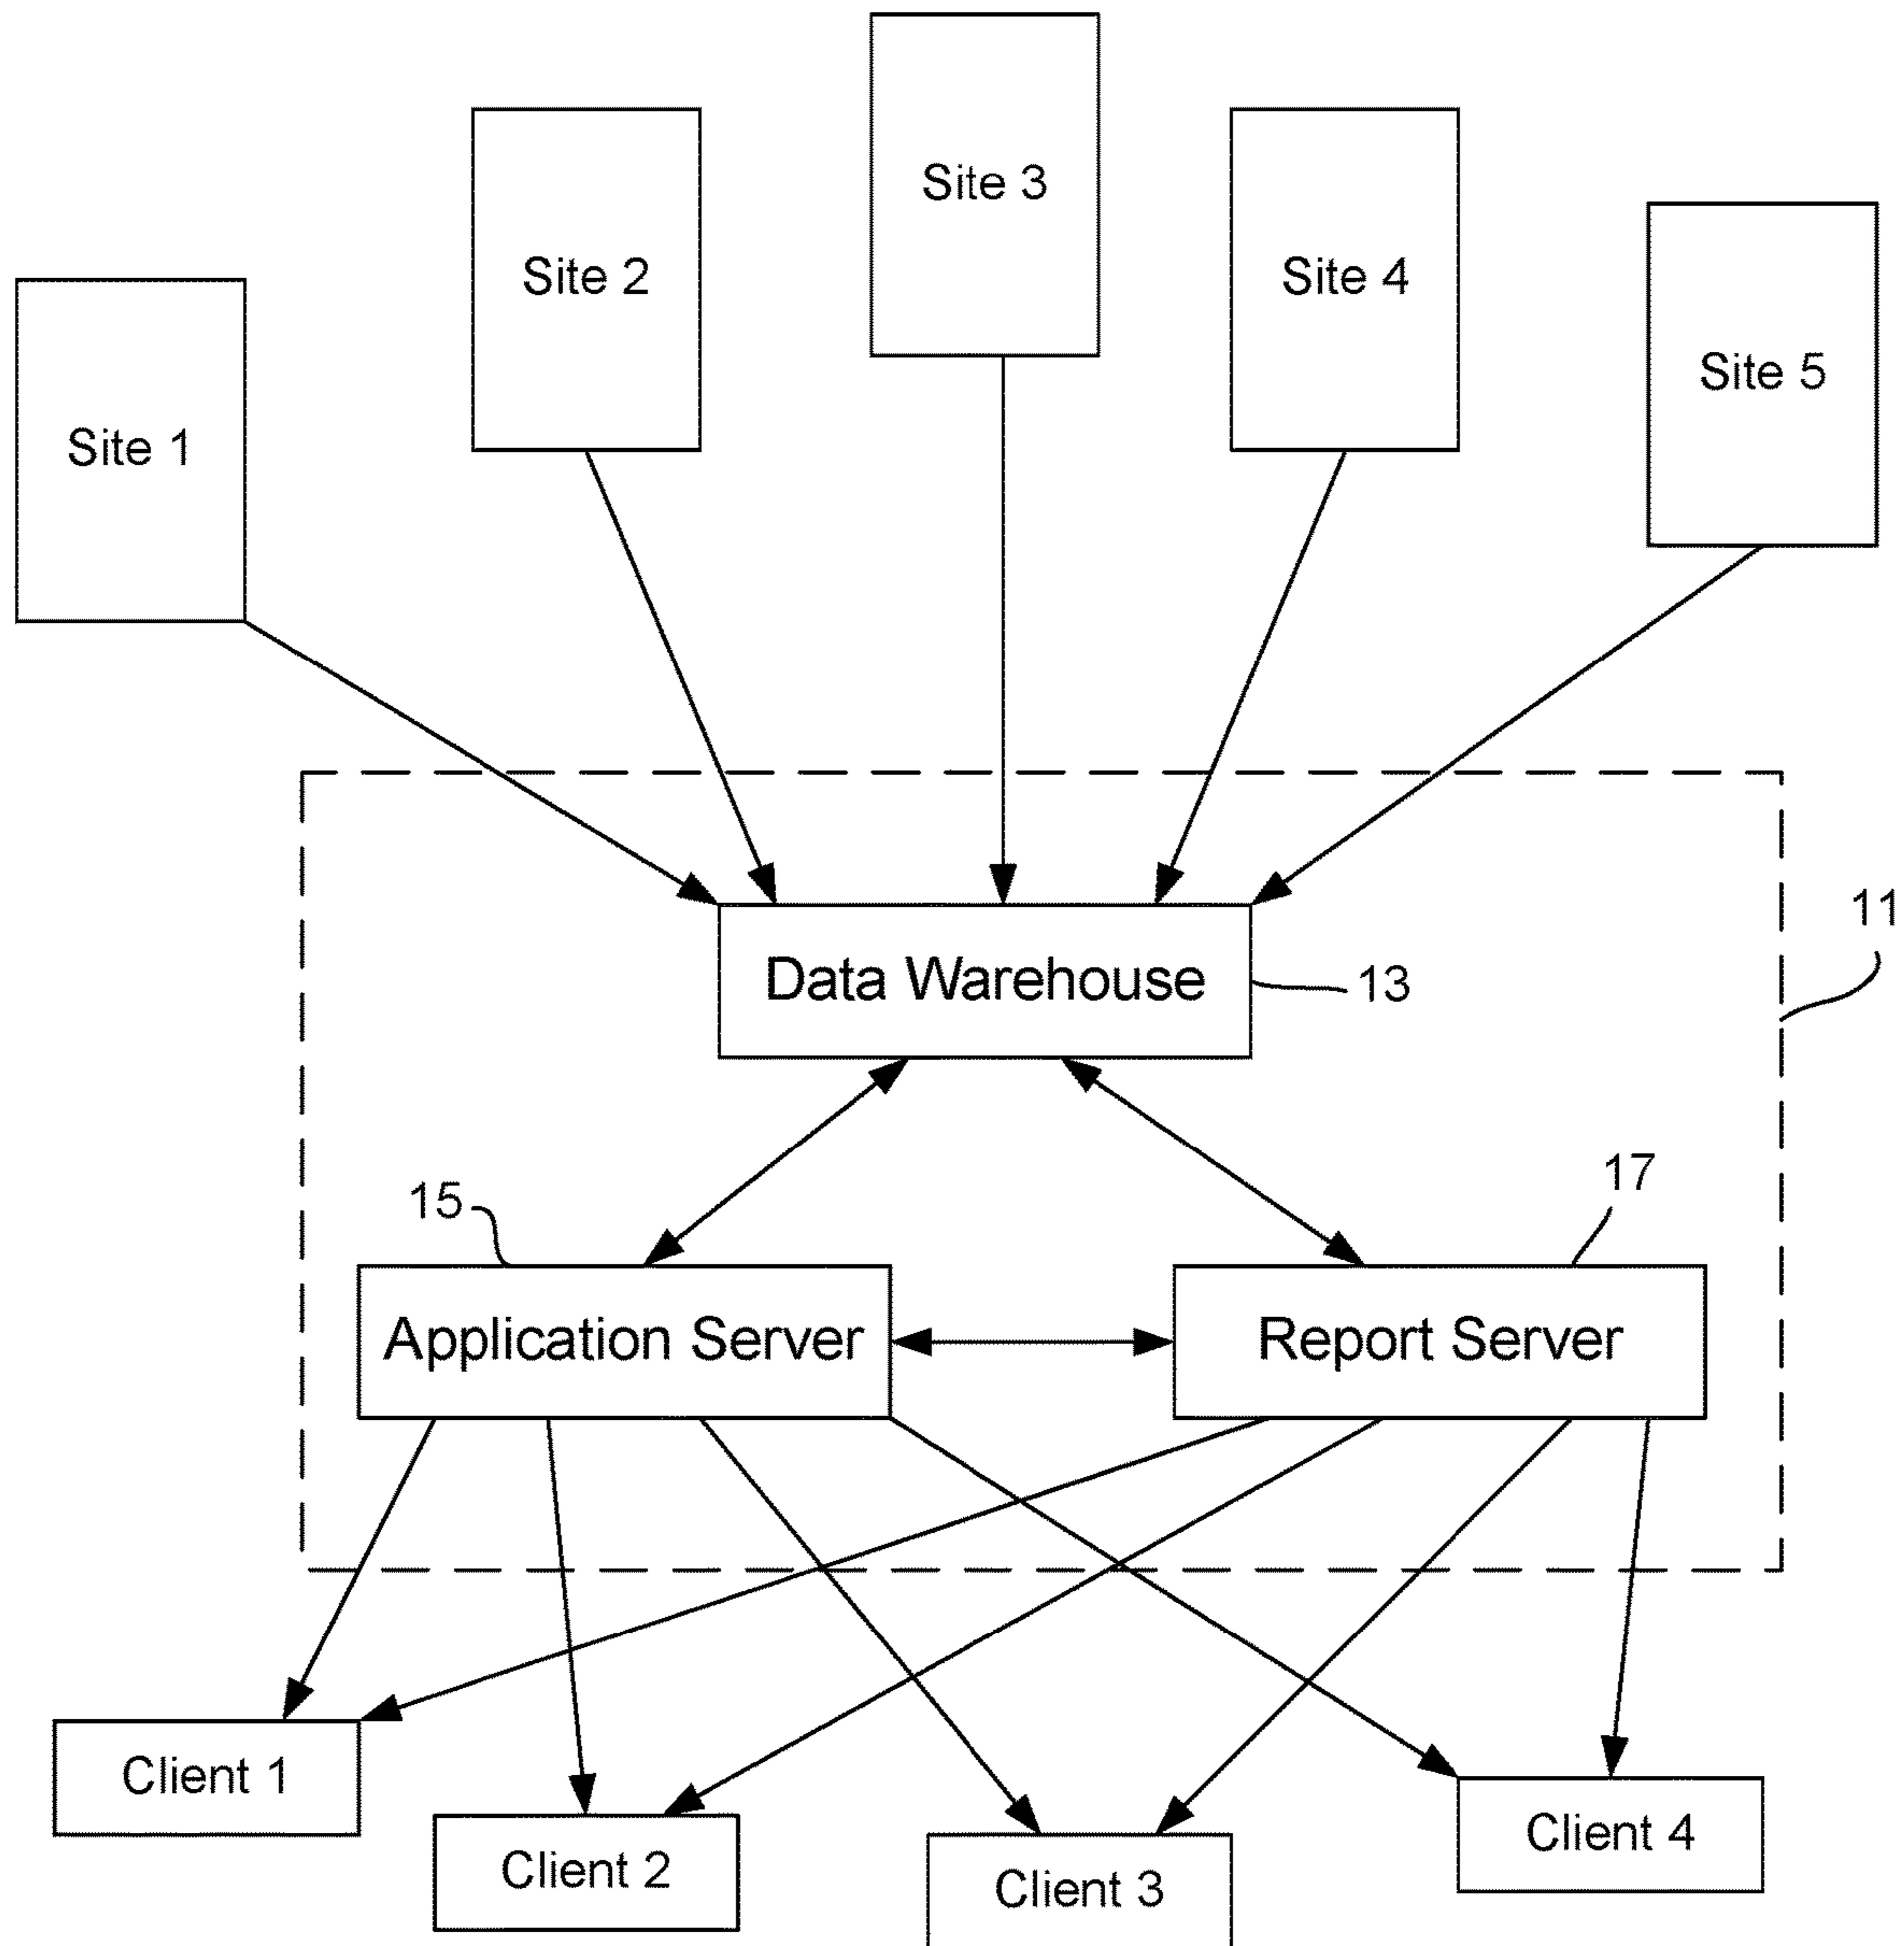 Site 3
Site 2
Site 4
Site 5
Site 1
11
Data Warehouse
13
17
15
Application Server
Report Server
Client 1
Client 4
Client 2
Client 3